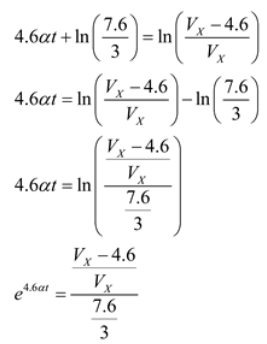 4.6αt + ln(7.6/3) = ln((V_X − 4.6)/V_X)
4.6αt = ln((V_X − 4.6)/V_X) − ln(7.6/3)
4.6αt = ln(((V_X − 4.6)/V_X)/(7.6/3))
e^{4.6αt} = ((V_X − 4.6)/V_X)/(7.6/3)